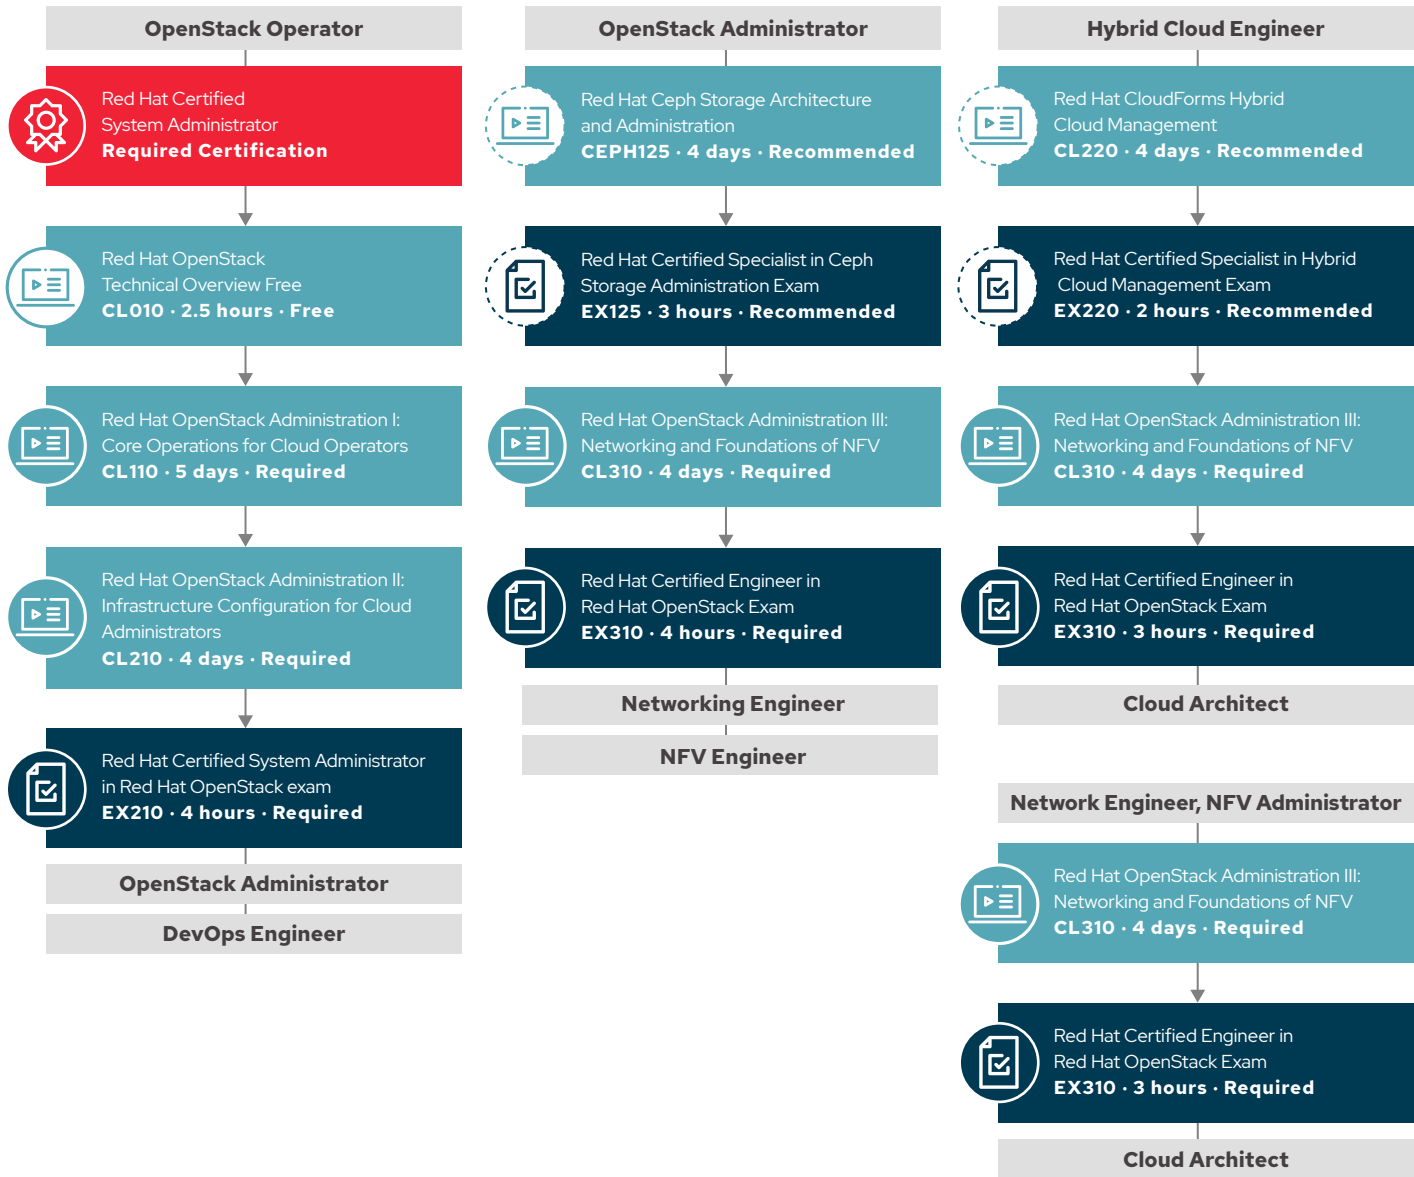 OpenStack Operator
Red Hat Certified
System Administrator
Required Certification
Red Hat OpenStack
Technical Overview Free
CL010 · 2.5 hours · Free
Red Hat OpenStack Administration I:
Core Operations for Cloud Operators
CL110 · 5 days · Required
Red Hat OpenStack Administration II:
Infrastructure Configuration for Cloud
Administrators
CL210 · 4 days · Required
Red Hat Certified System Administrator
in Red Hat OpenStack exam
EX210 · 4 hours · Required
OpenStack Administrator
DevOps Engineer
OpenStack Administrator
Red Hat Ceph Storage Architecture
and Administration
CEPH125 · 4 days · Recommended
Red Hat Certified Specialist in Ceph
Storage Administration Exam
EX125 · 3 hours · Recommended
Red Hat OpenStack Administration III:
Networking and Foundations of NFV
CL310 · 4 days · Required
Red Hat Certified Engineer in
Red Hat OpenStack Exam
EX310 · 4 hours · Required
Networking Engineer
NFV Engineer
Hybrid Cloud Engineer
Red Hat CloudForms Hybrid
Cloud Management
CL220 · 4 days · Recommended
Red Hat Certified Specialist in Hybrid
Cloud Management Exam
EX220 · 2 hours · Recommended
Red Hat OpenStack Administration III:
Networking and Foundations of NFV
CL310 · 4 days · Required
Red Hat Certified Engineer in
Red Hat OpenStack Exam
EX310 · 3 hours · Required
Cloud Architect
Network Engineer, NFV Administrator
Red Hat OpenStack Administration III:
Networking and Foundations of NFV
CL310 · 4 days · Required
Red Hat Certified Engineer in
Red Hat OpenStack Exam
EX310 · 3 hours · Required
Cloud Architect